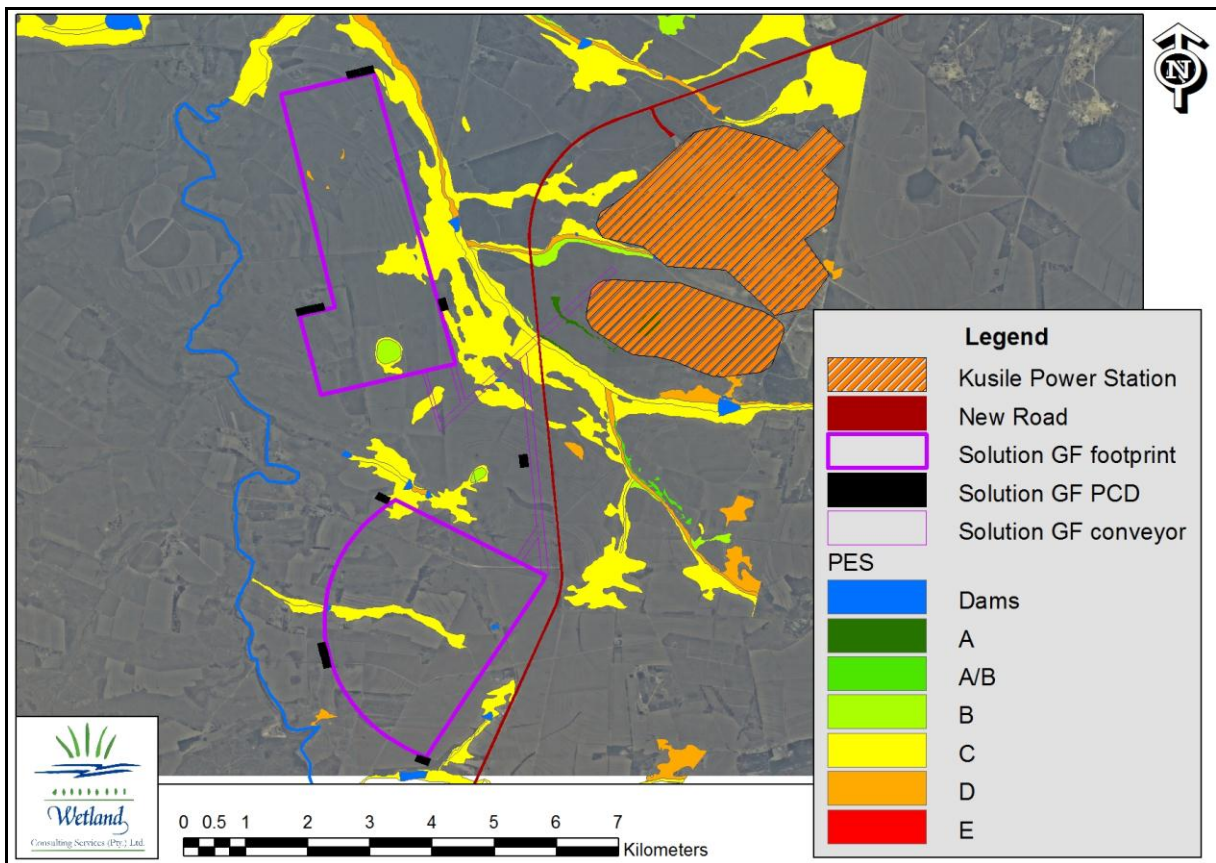 N
Legend
Kusile Power Station
New Road
Solution GF footprint
Solution GF PCD
Solution GF conveyor
PES
Dams
A
A/B
B
C
D
E
Wetland
Consulting Services (Pty.) Ltd.
0 0.5 1 2 3 4 5 6 7
Kilometers